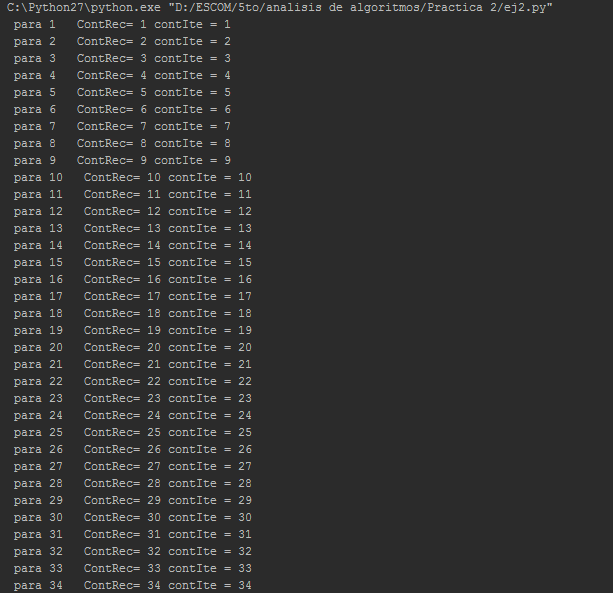 C:\Python27\python.exe "D:/ESCOM/5to/analisis de algoritmos/Practica 2/ej2.py"
para 1   ContRec= 1 contIte = 1
para 2   ContRec= 2 contIte = 2
para 3   ContRec= 3 contIte = 3
para 4   ContRec= 4 contIte = 4
para 5   ContRec= 5 contIte = 5
para 6   ContRec= 6 contIte = 6
para 7   ContRec= 7 contIte = 7
para 8   ContRec= 8 contIte = 8
para 9   ContRec= 9 contIte = 9
para 10   ContRec= 10 contIte = 10
para 11   ContRec= 11 contIte = 11
para 12   ContRec= 12 contIte = 12
para 13   ContRec= 13 contIte = 13
para 14   ContRec= 14 contIte = 14
para 15   ContRec= 15 contIte = 15
para 16   ContRec= 16 contIte = 16
para 17   ContRec= 17 contIte = 17
para 18   ContRec= 18 contIte = 18
para 19   ContRec= 19 contIte = 19
para 20   ContRec= 20 contIte = 20
para 21   ContRec= 21 contIte = 21
para 22   ContRec= 22 contIte = 22
para 23   ContRec= 23 contIte = 23
para 24   ContRec= 24 contIte = 24
para 25   ContRec= 25 contIte = 25
para 26   ContRec= 26 contIte = 26
para 27   ContRec= 27 contIte = 27
para 28   ContRec= 28 contIte = 28
para 29   ContRec= 29 contIte = 29
para 30   ContRec= 30 contIte = 30
para 31   ContRec= 31 contIte = 31
para 32   ContRec= 32 contIte = 32
para 33   ContRec= 33 contIte = 33
para 34   ContRec= 34 contIte = 34